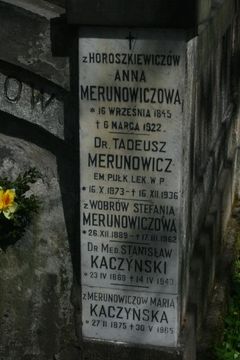 z HOROSZKIEWICZÓW
ANNA
MERUNOWICZOWA
* 16 WRZEŚNIA 1845
† 6 MARCA 1922
Dr. TADEUSZ
MERUNOWICZ
EM. PUŁK. LEK. W. P.
* 16 X. 1873 - † 16 XII. 1936
z WOBRÓW STEFANIA
MERUNOWICZOWA
* 26.XII 1889 - † 17.III 1962
Dr Med. STANISŁAW
KACZYŃSKI
* 23 IV 1869 † 14 IV 1943
z MERUNOWICZÓW MARIA
KACZYŃSKA
* 27 II 1875 † 30 V 1965